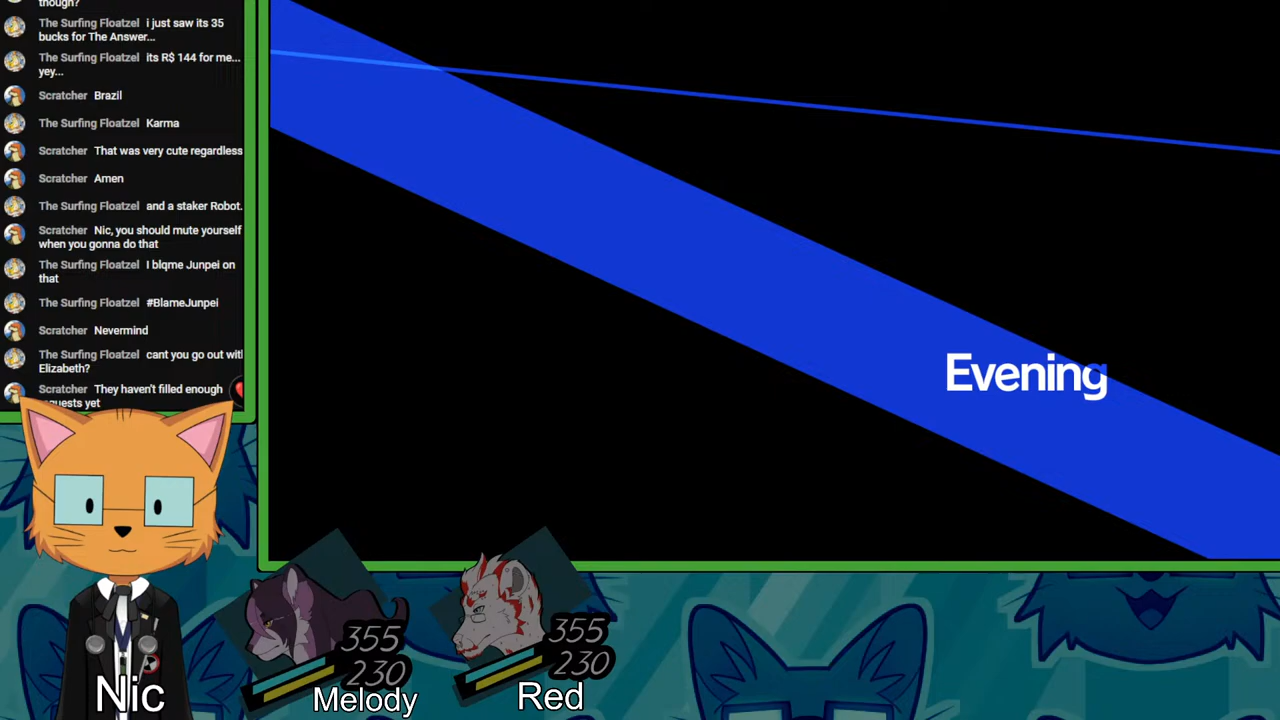 though?
The Surfing Floatzel i just saw its 35
bucks for The Answer...
The Surfing Floatzel its R$ 144 for me...
yey...
Scratcher Brazil
The Surfing Floatzel Karma
Scratcher That was very cute regardless
Scratcher Amen
The Surfing Floatzel and a staker Robot.
Scratcher Nic, you should mute yourself
when you gonna do that
The Surfing Floatzel I blqme Junpei on
that
The Surfing Floatzel #BlameJunpei
Scratcher Nevermind
The Surfing Floatzel cant you go out with
Elizabeth?
Scratcher They haven't filled enough
quests yet
Evening
355
230
355
230
Nic
Melody
Red